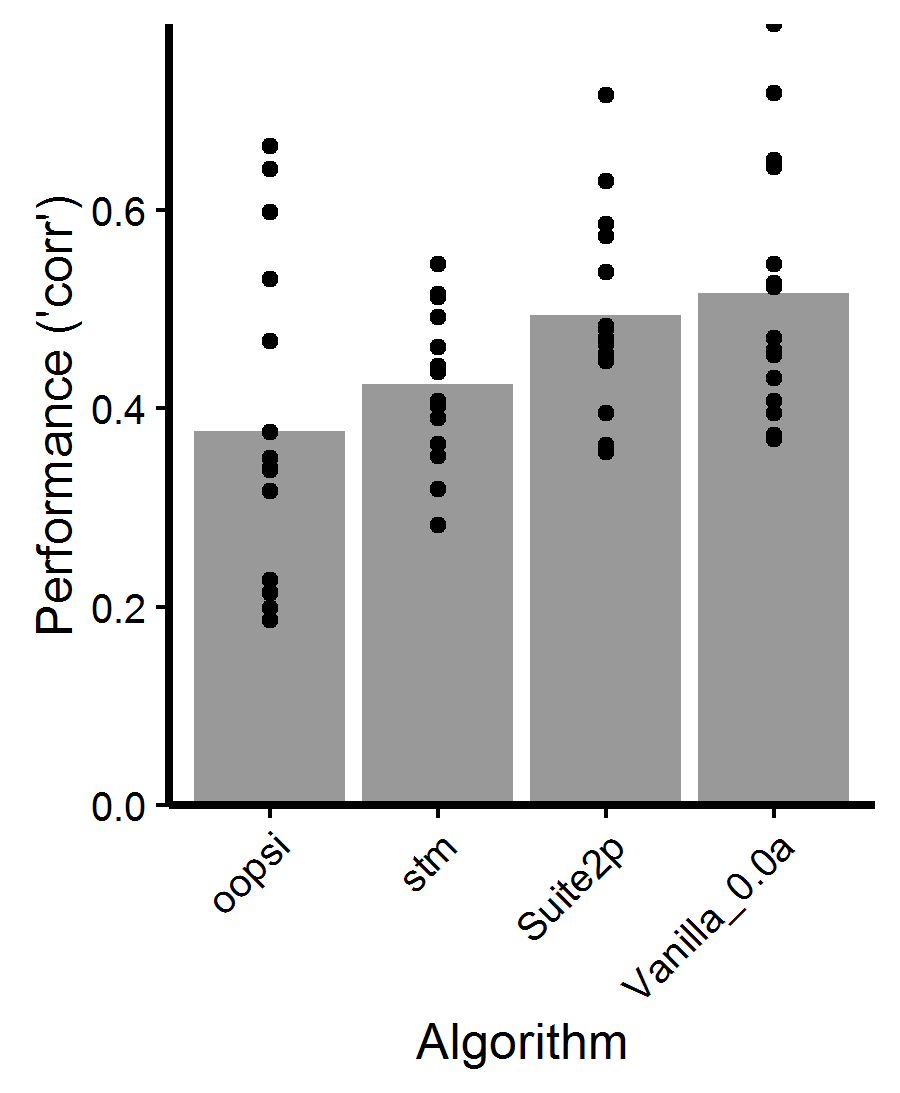 Performance ('corr')
0.6
0.4
0.2
0.0
oopsi
stm
Suite2p
Vanilla_0.0a
Algorithm